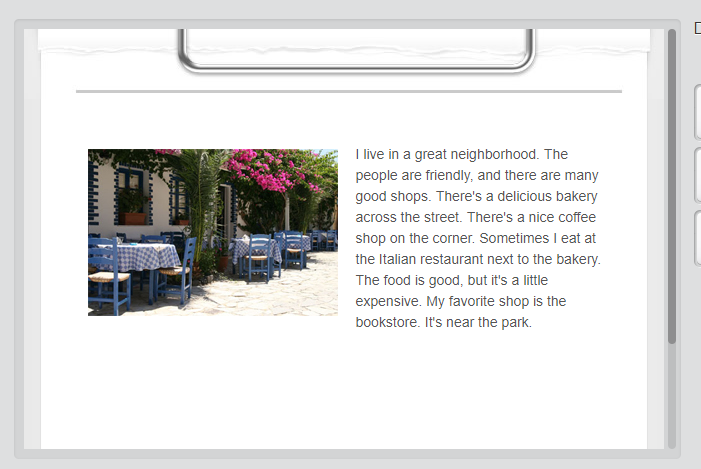 I live in a great neighborhood. The
people are friendly, and there are many
good shops. There's a delicious bakery
across the street. There's a nice coffee
shop on the corner. Sometimes I eat at
the Italian restaurant next to the bakery.
The food is good, but it's a little
expensive. My favorite shop is the
bookstore. It's near the park.